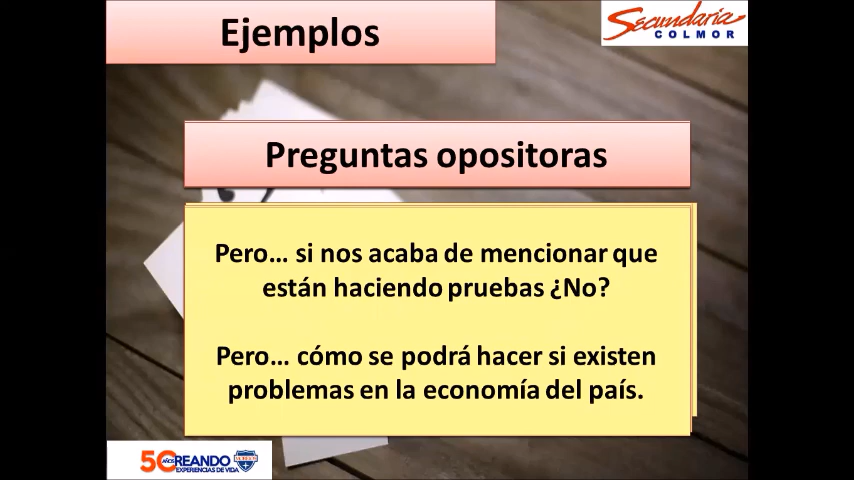 Ejemplos
Secundaria
COLMOR
Preguntas opositoras
Pero... si nos acaba de mencionar que
están haciendo pruebas ¿No?
Pero... cómo se podrá hacer si existen
problemas en la economía del país.
50 AÑOS
CREANDO
EXPERIENCIAS DE VIDA